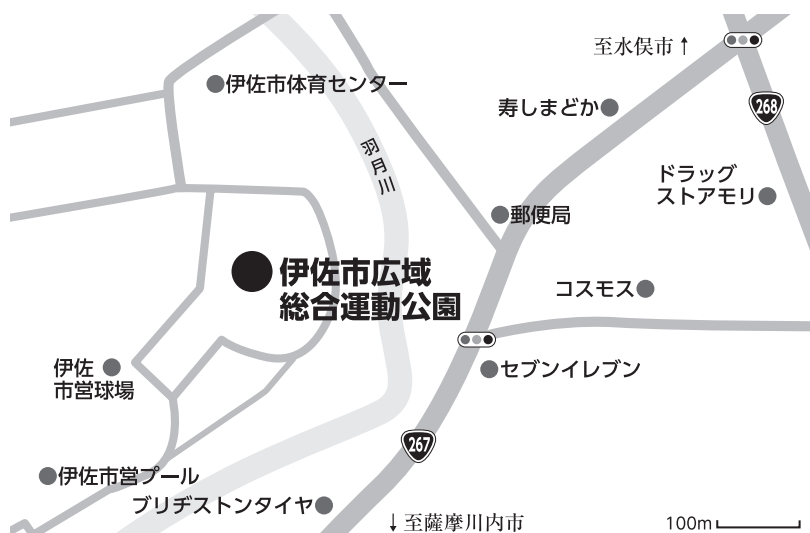 至水俣市↑
伊佐市体育センター
寿しまどか
268
羽月川
ドラッグ
ストアモリ
郵便局
伊佐市広域
総合運動公園
コスモス
伊佐
市営球場
セブンイレブン
267
伊佐市営プール
ブリヂストンタイヤ
↓至薩摩川内市
100m